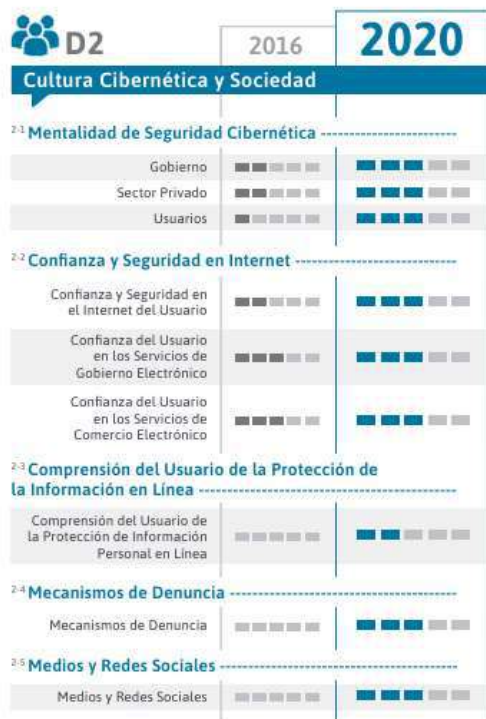 D2
2016
2020
Cultura Cibernética y Sociedad
2-1 Mentalidad de Seguridad Cibernética
Gobierno
Sector Privado
Usuarios
2-2 Confianza y Seguridad en Internet
Confianza y Seguridad en
el Internet del Usuario
Confianza del Usuario
en los Servicios de
Gobierno Electrónico
Confianza del Usuario
en los Servicios de
Comercio Electrónico
2-3 Comprensión del Usuario de la Protección de
la Información en Línea
Comprensión del Usuario de
la Protección de Información
Personal en Línea
2-4 Mecanismos de Denuncia
Mecanismos de Denuncia
2-5 Medios y Redes Sociales
Medios y Redes Sociales